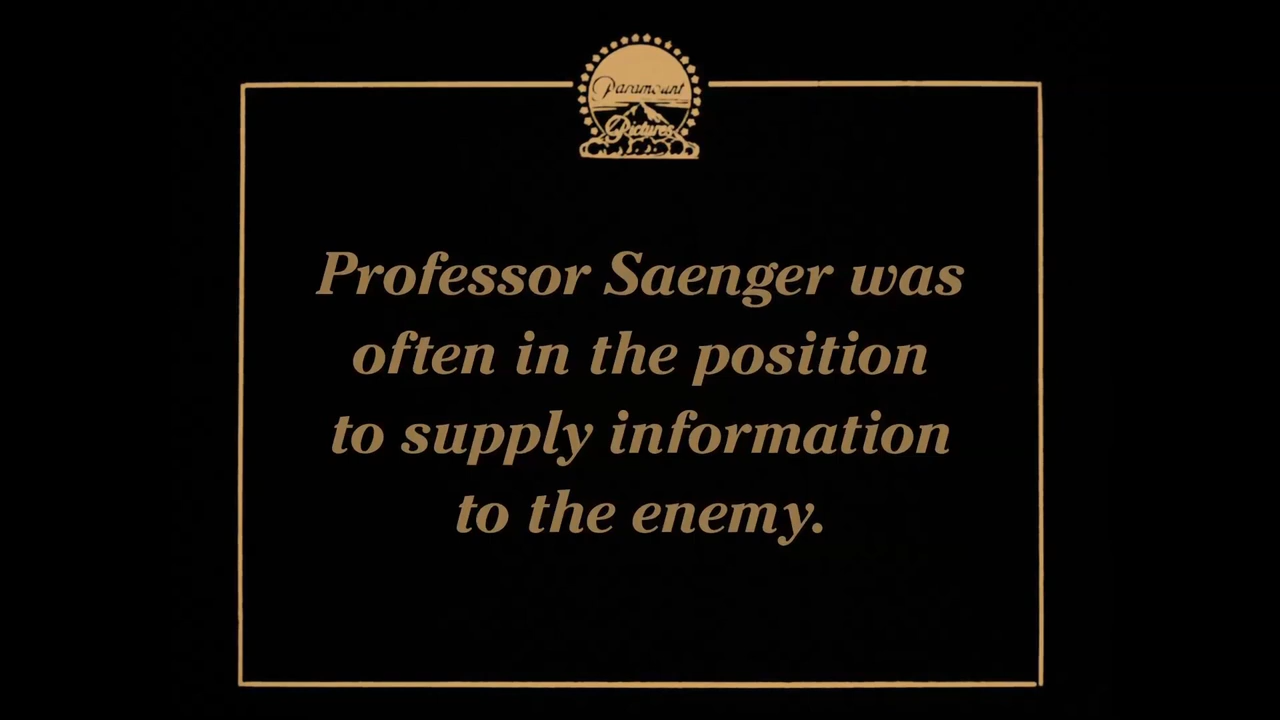 Paramount
Pictures
Professor Saenger was
often in the position
to supply information
to the enemy.